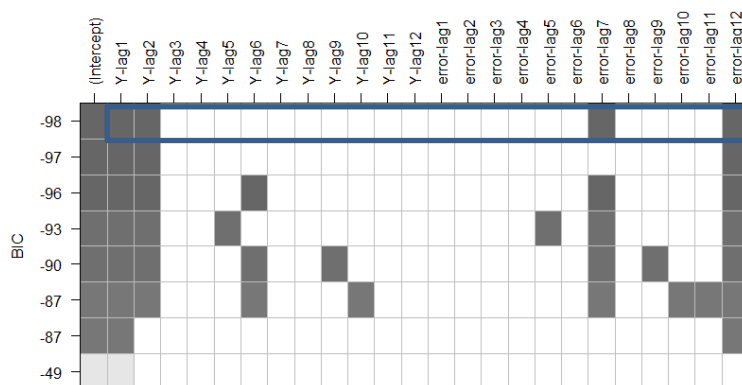 (Intercept)
Y-lag1
Y-lag2
Y-lag3
Y-lag4
Y-lag5
Y-lag6
Y-lag7
Y-lag8
Y-lag9
Y-lag10
Y-lag11
Y-lag12
error-lag1
error-lag2
error-lag3
error-lag4
error-lag5
error-lag6
error-lag7
error-lag8
error-lag9
error-lag10
error-lag11
error-lag12
BIC
-98
-97
-96
-93
-90
-87
-87
-49